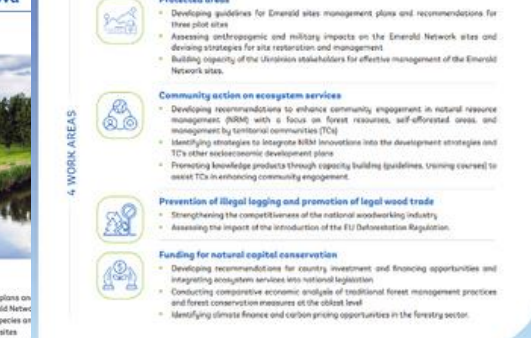 Protected areas
Developing guidelines for Emerald sites management plans and recommendations for
three pilot sites
Assessing anthropogenic and military impacts on the Emerald Network sites and
devising strategies for site restoration and management
Building capacity of the Ukrainian stakeholders for effective management of the Emerald
Network sites.
4 WORK AREAS
Community action on ecosystem services
Developing recommendations to enhance community engagement in natural resource
management (NRM) with a focus on forest resources, self-afforested areas, and
management by territorial communities (TCs)
Identifying strategies to integrate NRM innovations into the development strategies and
TC's other socioeconomic development plans
Promoting knowledge products through capacity building (guidelines, training courses) to
assist TCs in enhancing community engagement.
Prevention of illegal logging and promotion of legal wood trade
Strengthening the competitiveness of the national woodworking industry
Assessing the impact of the introduction of the EU Deforestation Regulation.
Funding for natural capital conservation
Developing recommendations for country investment and financing opportunities and
integrating ecosystem services into national legislation
Conducting comparative economic analysis of traditional forest management practices
and forest conservation measures at the oblast level
Identifying climate finance and carbon pricing opportunities in the forestry sector.
plans an
ld Netwo
pecies an
sites